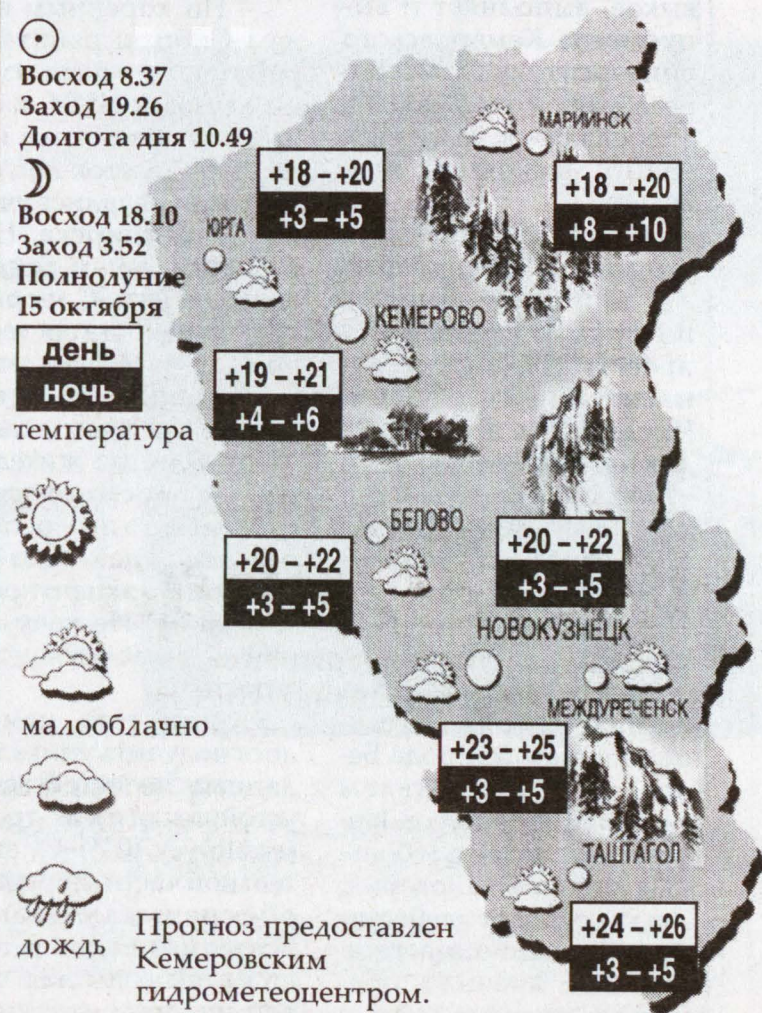 Восход 8.37
Заход 19.26
Долгота дня 10.49
Восход 18.10
Заход 3.52
Полнолуние
15 октября
день
ночь
температура
малооблачно
дождь
МАРИИНСК
+18 – +20
+8 – +10
+18 – +20
+3 – +5
ЮРГА
КЕМЕРОВО
+19 – +21
+4 – +6
БЕЛОВО
+20 – +22
+3 – +5
+20 – +22
+3 – +5
НОВОКУЗНЕЦК
МЕЖДУРЕЧЕНСК
+23 – +25
+3 – +5
ТАШТАГОЛ
+24 – +26
+3 – +5
Прогноз предоставлен
Кемеровским
гидрометеоцентром.